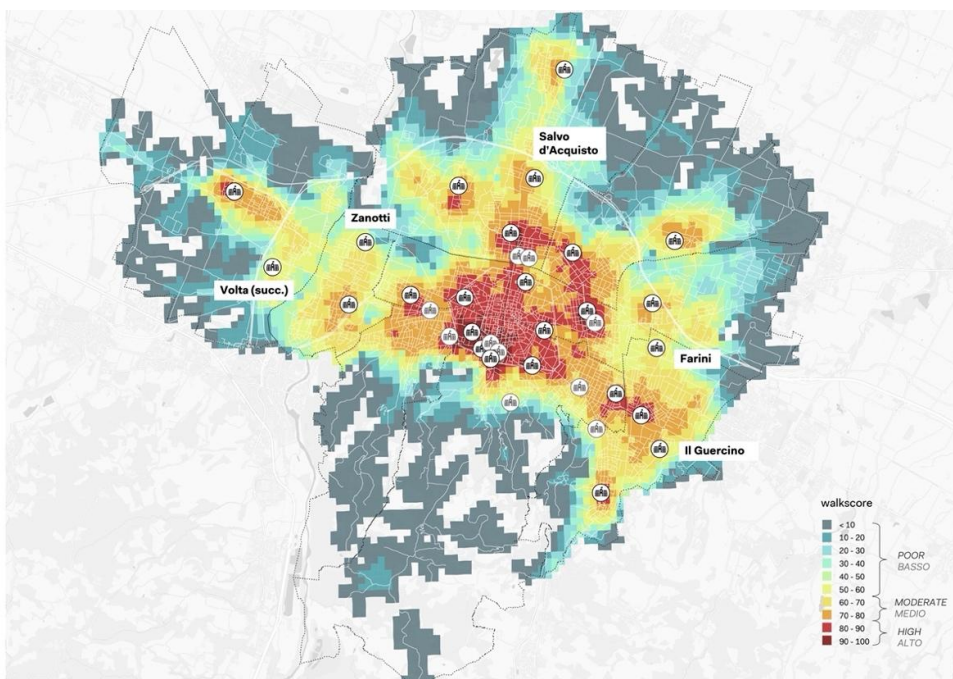 Salvo
d'Acquisto
Zanotti
Volta (succ.)
Farini
Il Guercino
walkscore
< 10
10 - 20
20 - 30
30 - 40
40 - 50
50 - 60
60 - 70
70 - 80
80 - 90
90 - 100
POOR
BASSO
MODERATE
MEDIO
HIGH
ALTO